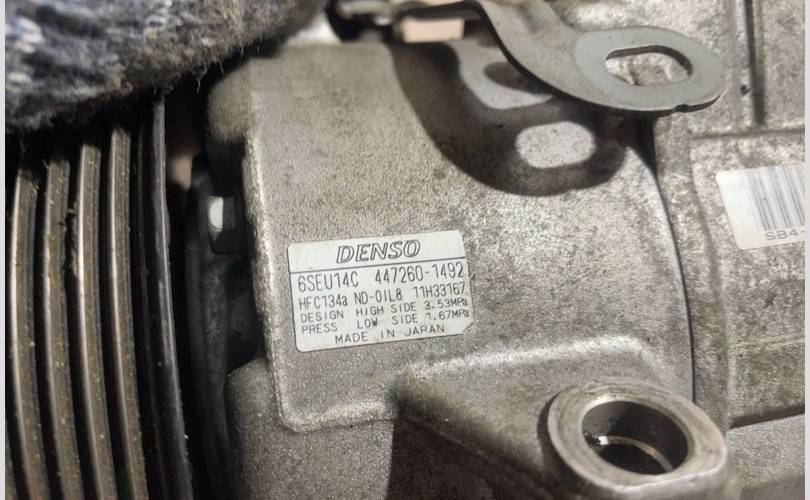 DENSO
6SEU14C 447260-1492
HFC134a ND-OIL8 11H33167
DESIGN HIGH SIDE 3.53MPa
PRESS LOW SIDE 1.67MPa
MADE IN JAPAN